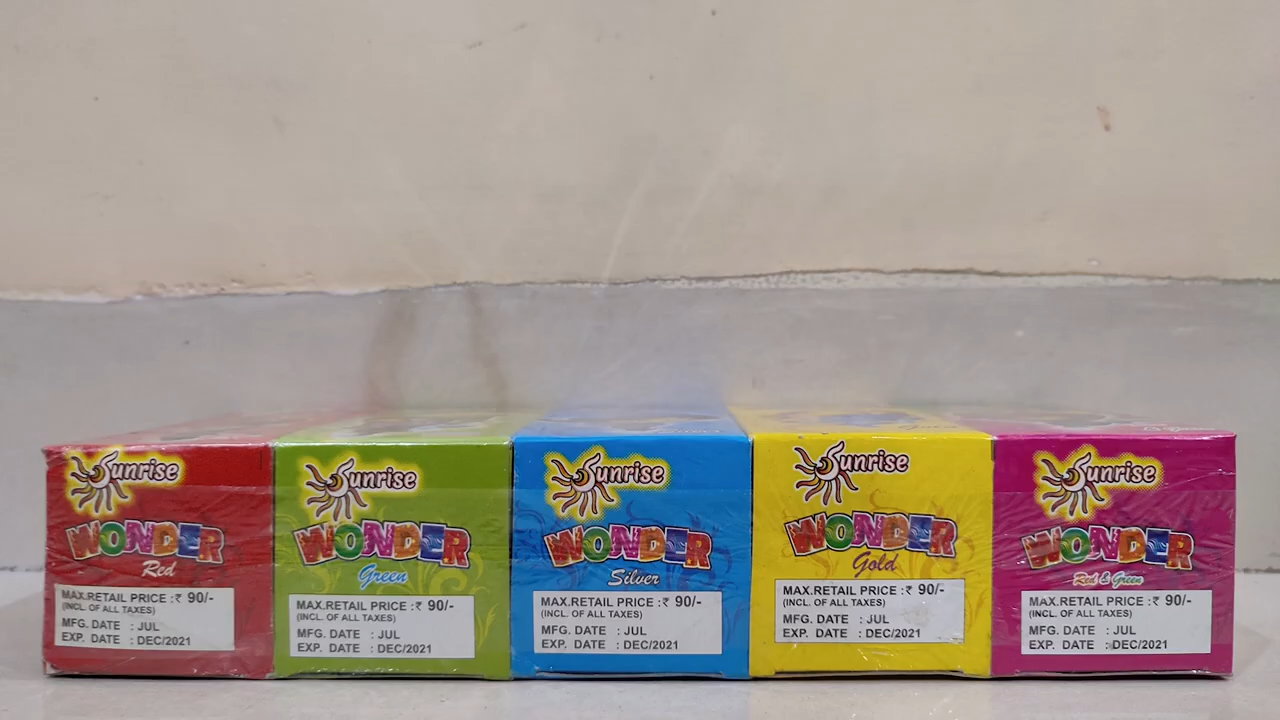 Sunrise
WONDER
Red
MAX.RETAIL PRICE :₹ 90/-
(INCL. OF ALL TAXES)
MFG. DATE : JUL
EXP. DATE : DEC/2021
Sunrise
WONDER
Green
MAX.RETAIL PRICE :₹ 90/-
(INCL. OF ALL TAXES)
MFG. DATE : JUL
EXP. DATE : DEC/2021
Sunrise
WONDER
Silver
MAX.RETAIL PRICE :₹ 90/-
(INCL. OF ALL TAXES)
MFG. DATE : JUL
EXP. DATE : DEC/2021
Sunrise
WONDER
Gold
MAX.RETAIL PRICE :₹ 90/-
(INCL. OF ALL TAXES)
MFG. DATE : JUL
EXP. DATE : DEC/2021
Sunrise
WONDER
Red & Green
MAX.RETAIL PRICE :₹ 90/-
(INCL. OF ALL TAXES)
MFG. DATE : JUL
EXP. DATE : DEC/2021